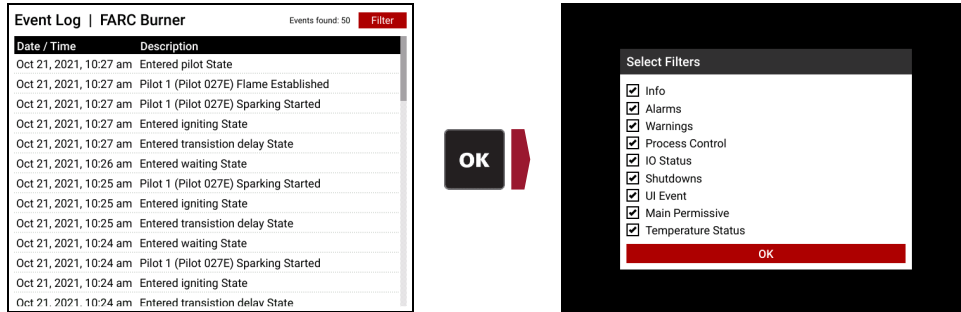 Event Log | FARC Burner Events found: 50 Filter
Date / Time Description
Oct 21, 2021, 10:27 am Entered pilot State
Oct 21, 2021, 10:27 am Pilot 1 (Pilot 027E) Flame Established
Oct 21, 2021, 10:27 am Pilot 1 (Pilot 027E) Sparking Started
Oct 21, 2021, 10:27 am Entered igniting State
Oct 21, 2021, 10:27 am Entered transistion delay State
Oct 21, 2021, 10:26 am Entered waiting State
Oct 21, 2021, 10:25 am Pilot 1 (Pilot 027E) Sparking Started
Oct 21, 2021, 10:25 am Entered igniting State
Oct 21, 2021, 10:25 am Entered transistion delay State
Oct 21, 2021, 10:24 am Entered waiting State
Oct 21, 2021, 10:24 am Pilot 1 (Pilot 027E) Sparking Started
Oct 21, 2021, 10:24 am Entered igniting State
Oct 21, 2021, 10:24 am Entered transistion delay State
OK
Select Filters
Info
Alarms
Warnings
Process Control
IO Status
Shutdowns
UI Event
Main Permissive
Temperature Status
OK